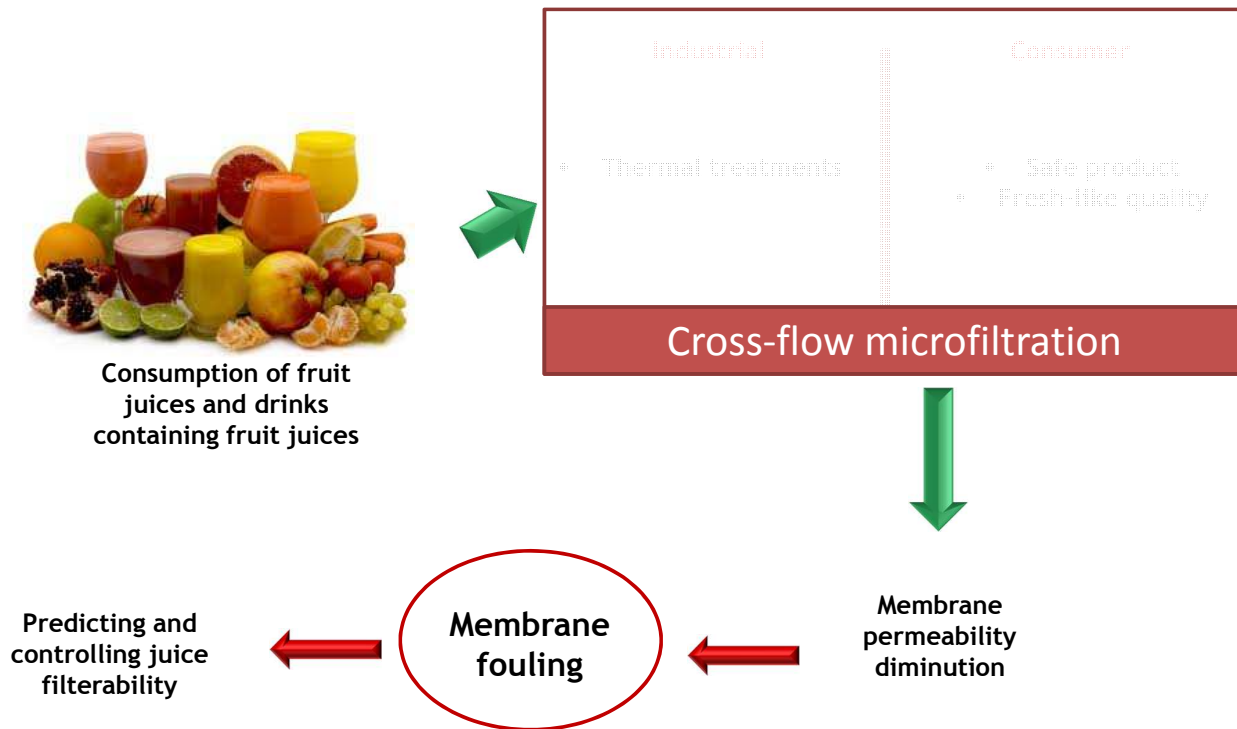 Industrial
Consumer
• Thermal treatments
• Safe product
• Fresh-like quality
Cross-flow microfiltration
Consumption of fruit
juices and drinks
containing fruit juices
Membrane
permeability
diminution
Membrane
fouling
Predicting and
controlling juice
filterability